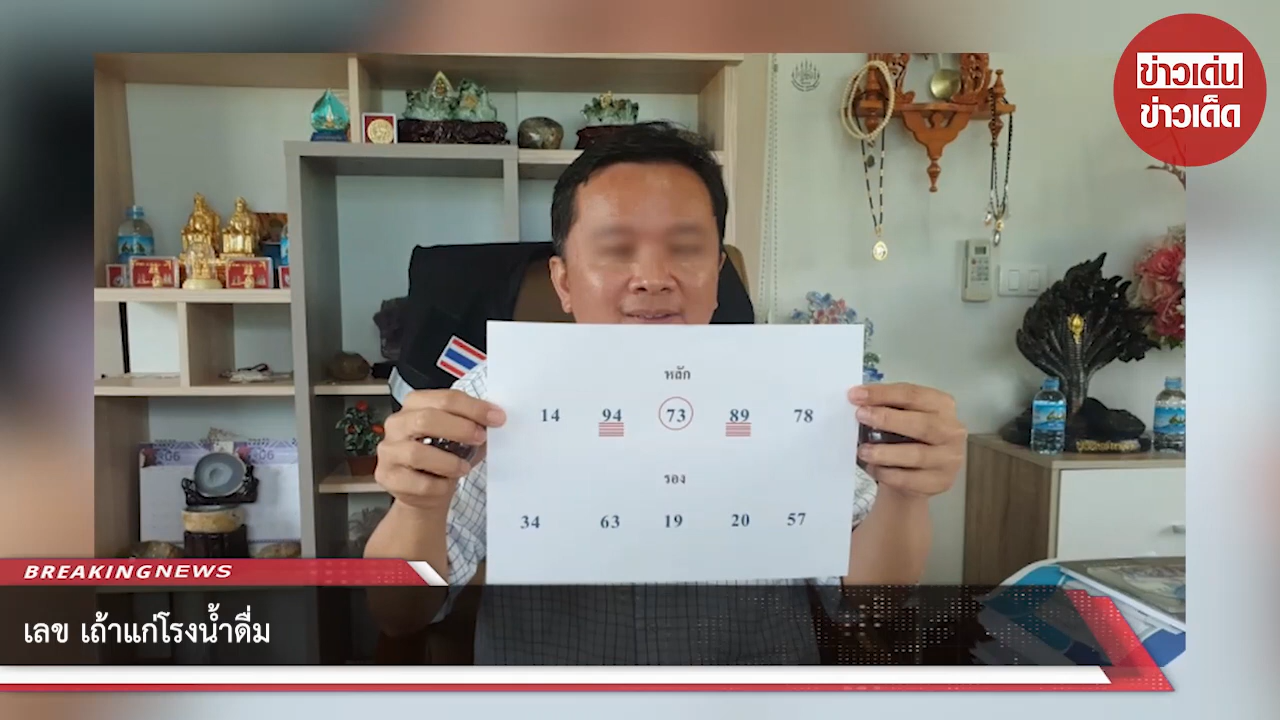 ข่าวเด่น
ข่าวเด็ด
หลัก
14 94 73 89 78
รอง
34 63 19 20 57
BREAKINGNEWS
เลข เถ้าแก่โรงน้ำดื่ม